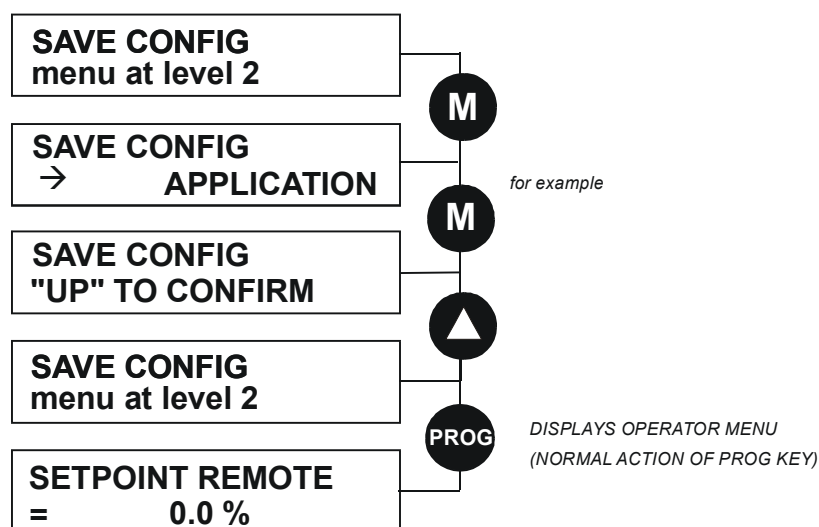 SAVE CONFIG
menu at level 2
M
SAVE CONFIG
→ APPLICATION
for example
M
SAVE CONFIG
"UP" TO CONFIRM
SAVE CONFIG
menu at level 2
PROG
DISPLAYS OPERATOR MENU
(NORMAL ACTION OF PROG KEY)
SETPOINT REMOTE
= 0.0 %